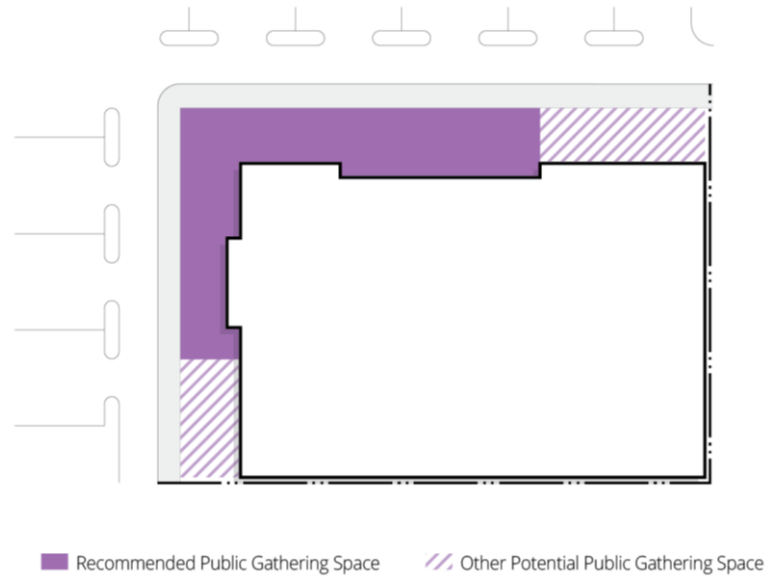 Recommended Public Gathering Space
Other Potential Public Gathering Space